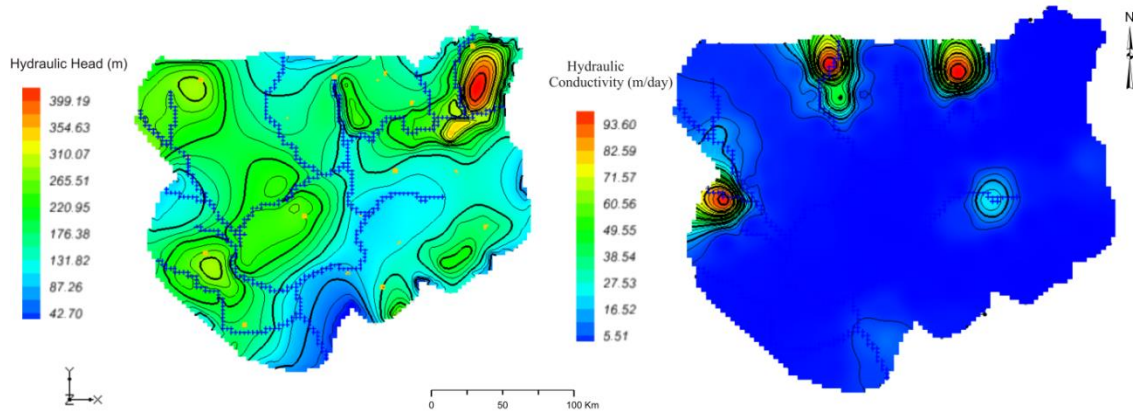 Hydraulic Head (m)
399.19
354.63
310.07
265.51
220.95
176.38
131.82
87.26
42.70
Y
Z
X
0 50 100 Km
Hydraulic
Conductivity (m/day)
93.60
82.59
71.57
60.56
49.55
38.54
27.53
16.52
5.51
N